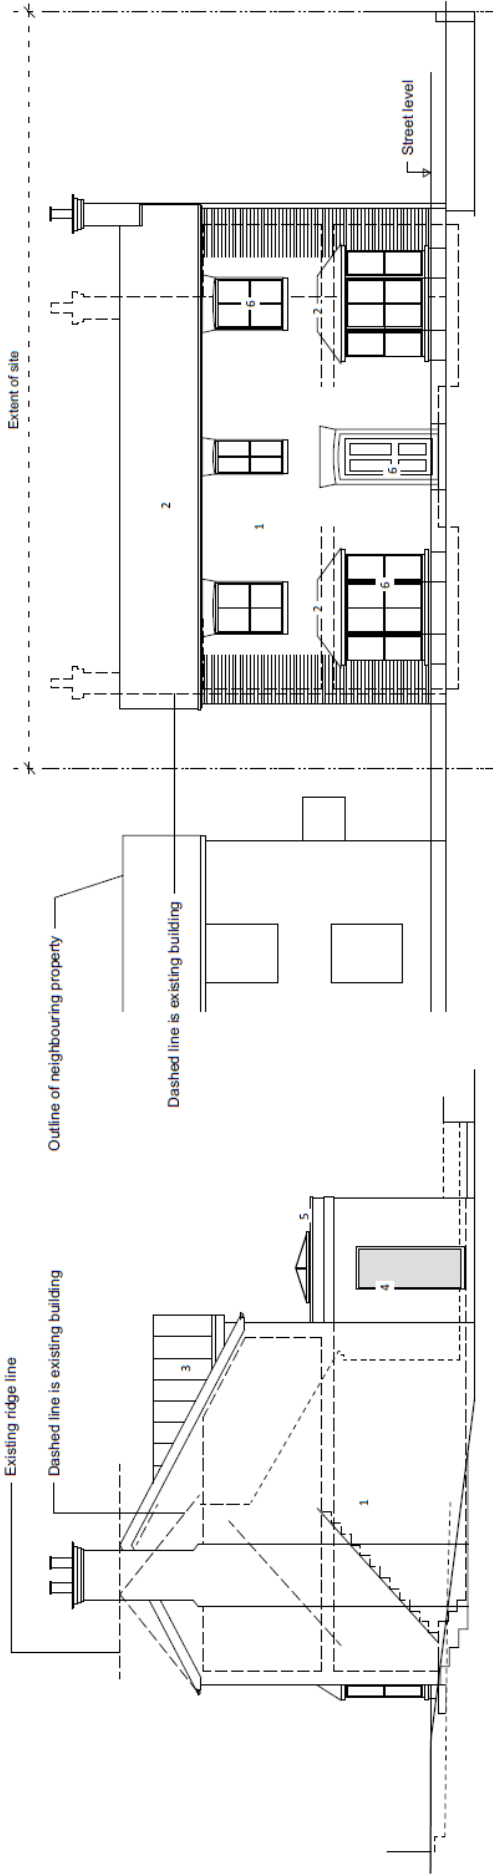 Existing ridge line
Dashed line is existing building
3
5
4
1
Outline of neighbouring property
Dashed line is existing building
Extent of site
Street level
2
1
2
2
6
6
6